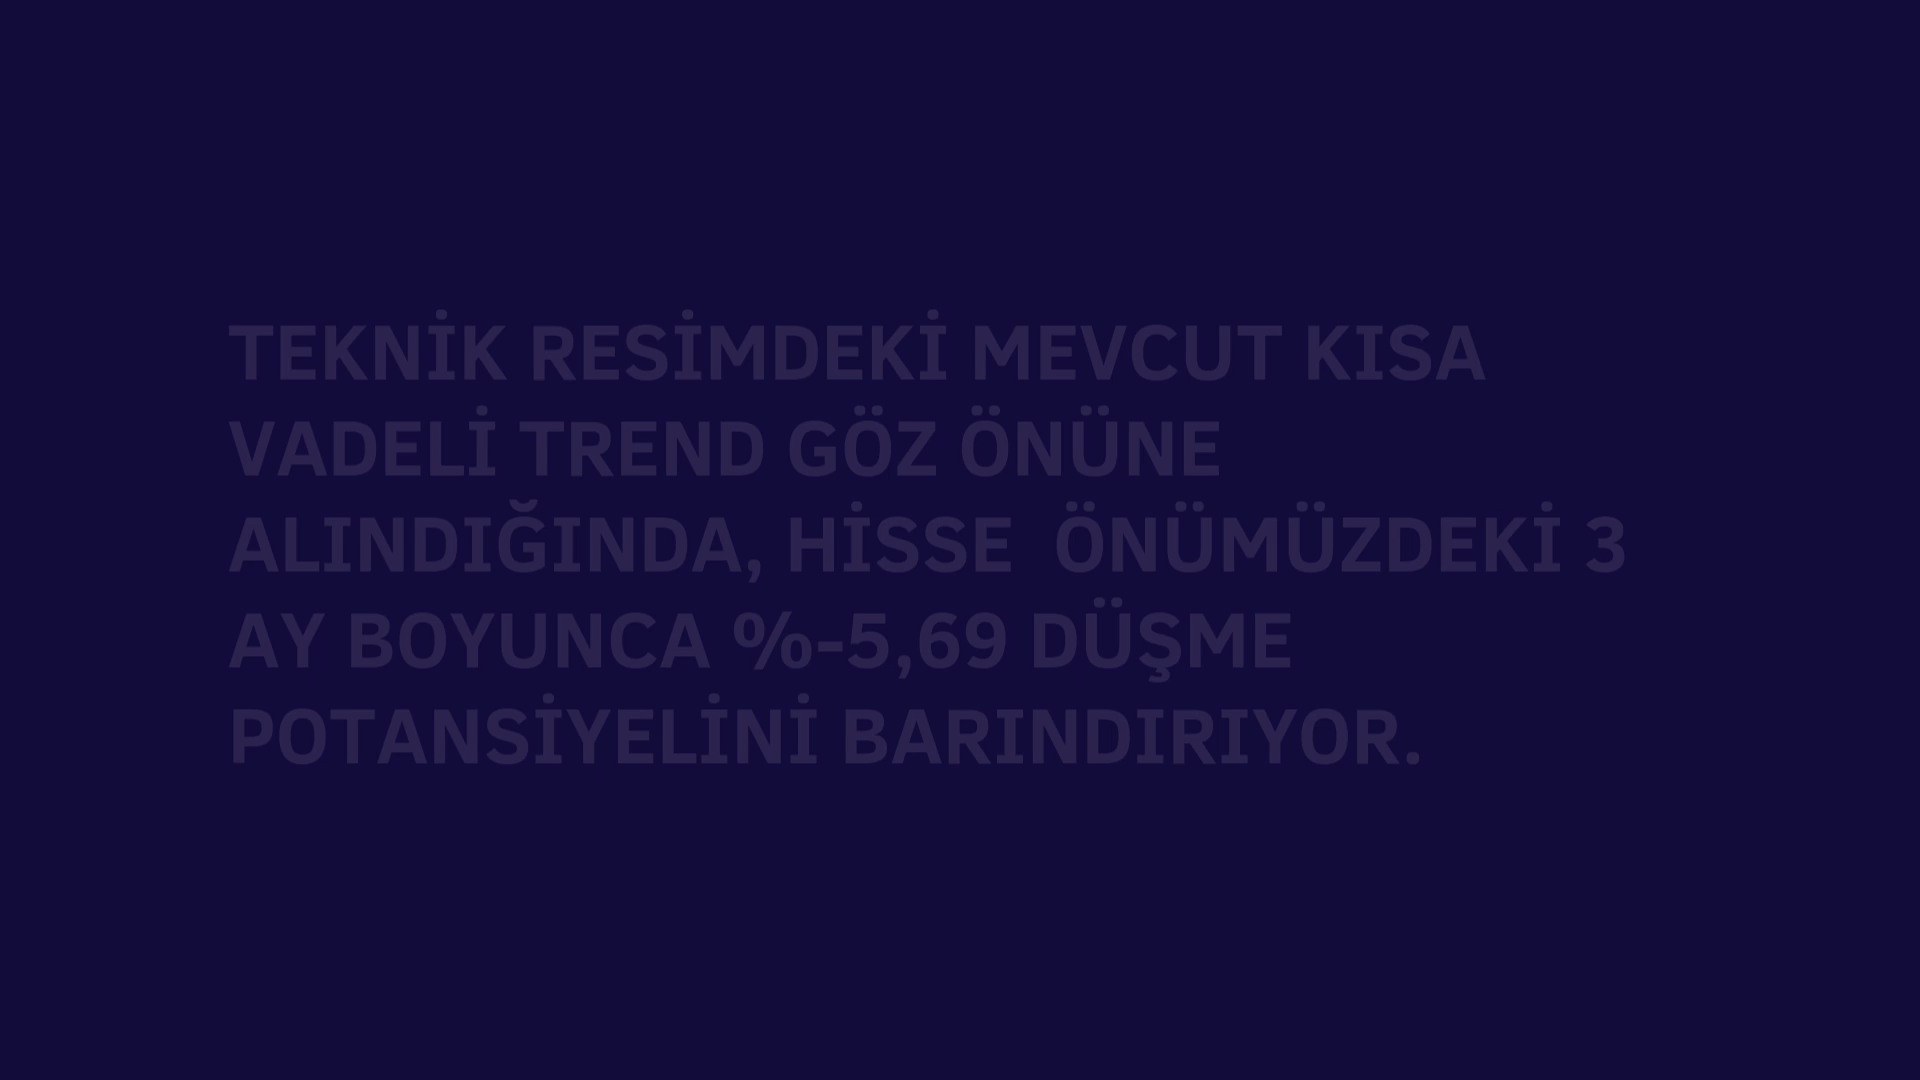 TEKNİK RESİMDEKİ MEVCUT KISA
VADELİ TREND GÖZ ÖNÜNE
ALINDIĞINDA, HİSSE  ÖNÜMÜZDEKİ 3
AY BOYUNCA %-5,69 DÜŞME
POTANSİYELİNİ BARINDIRIYOR.